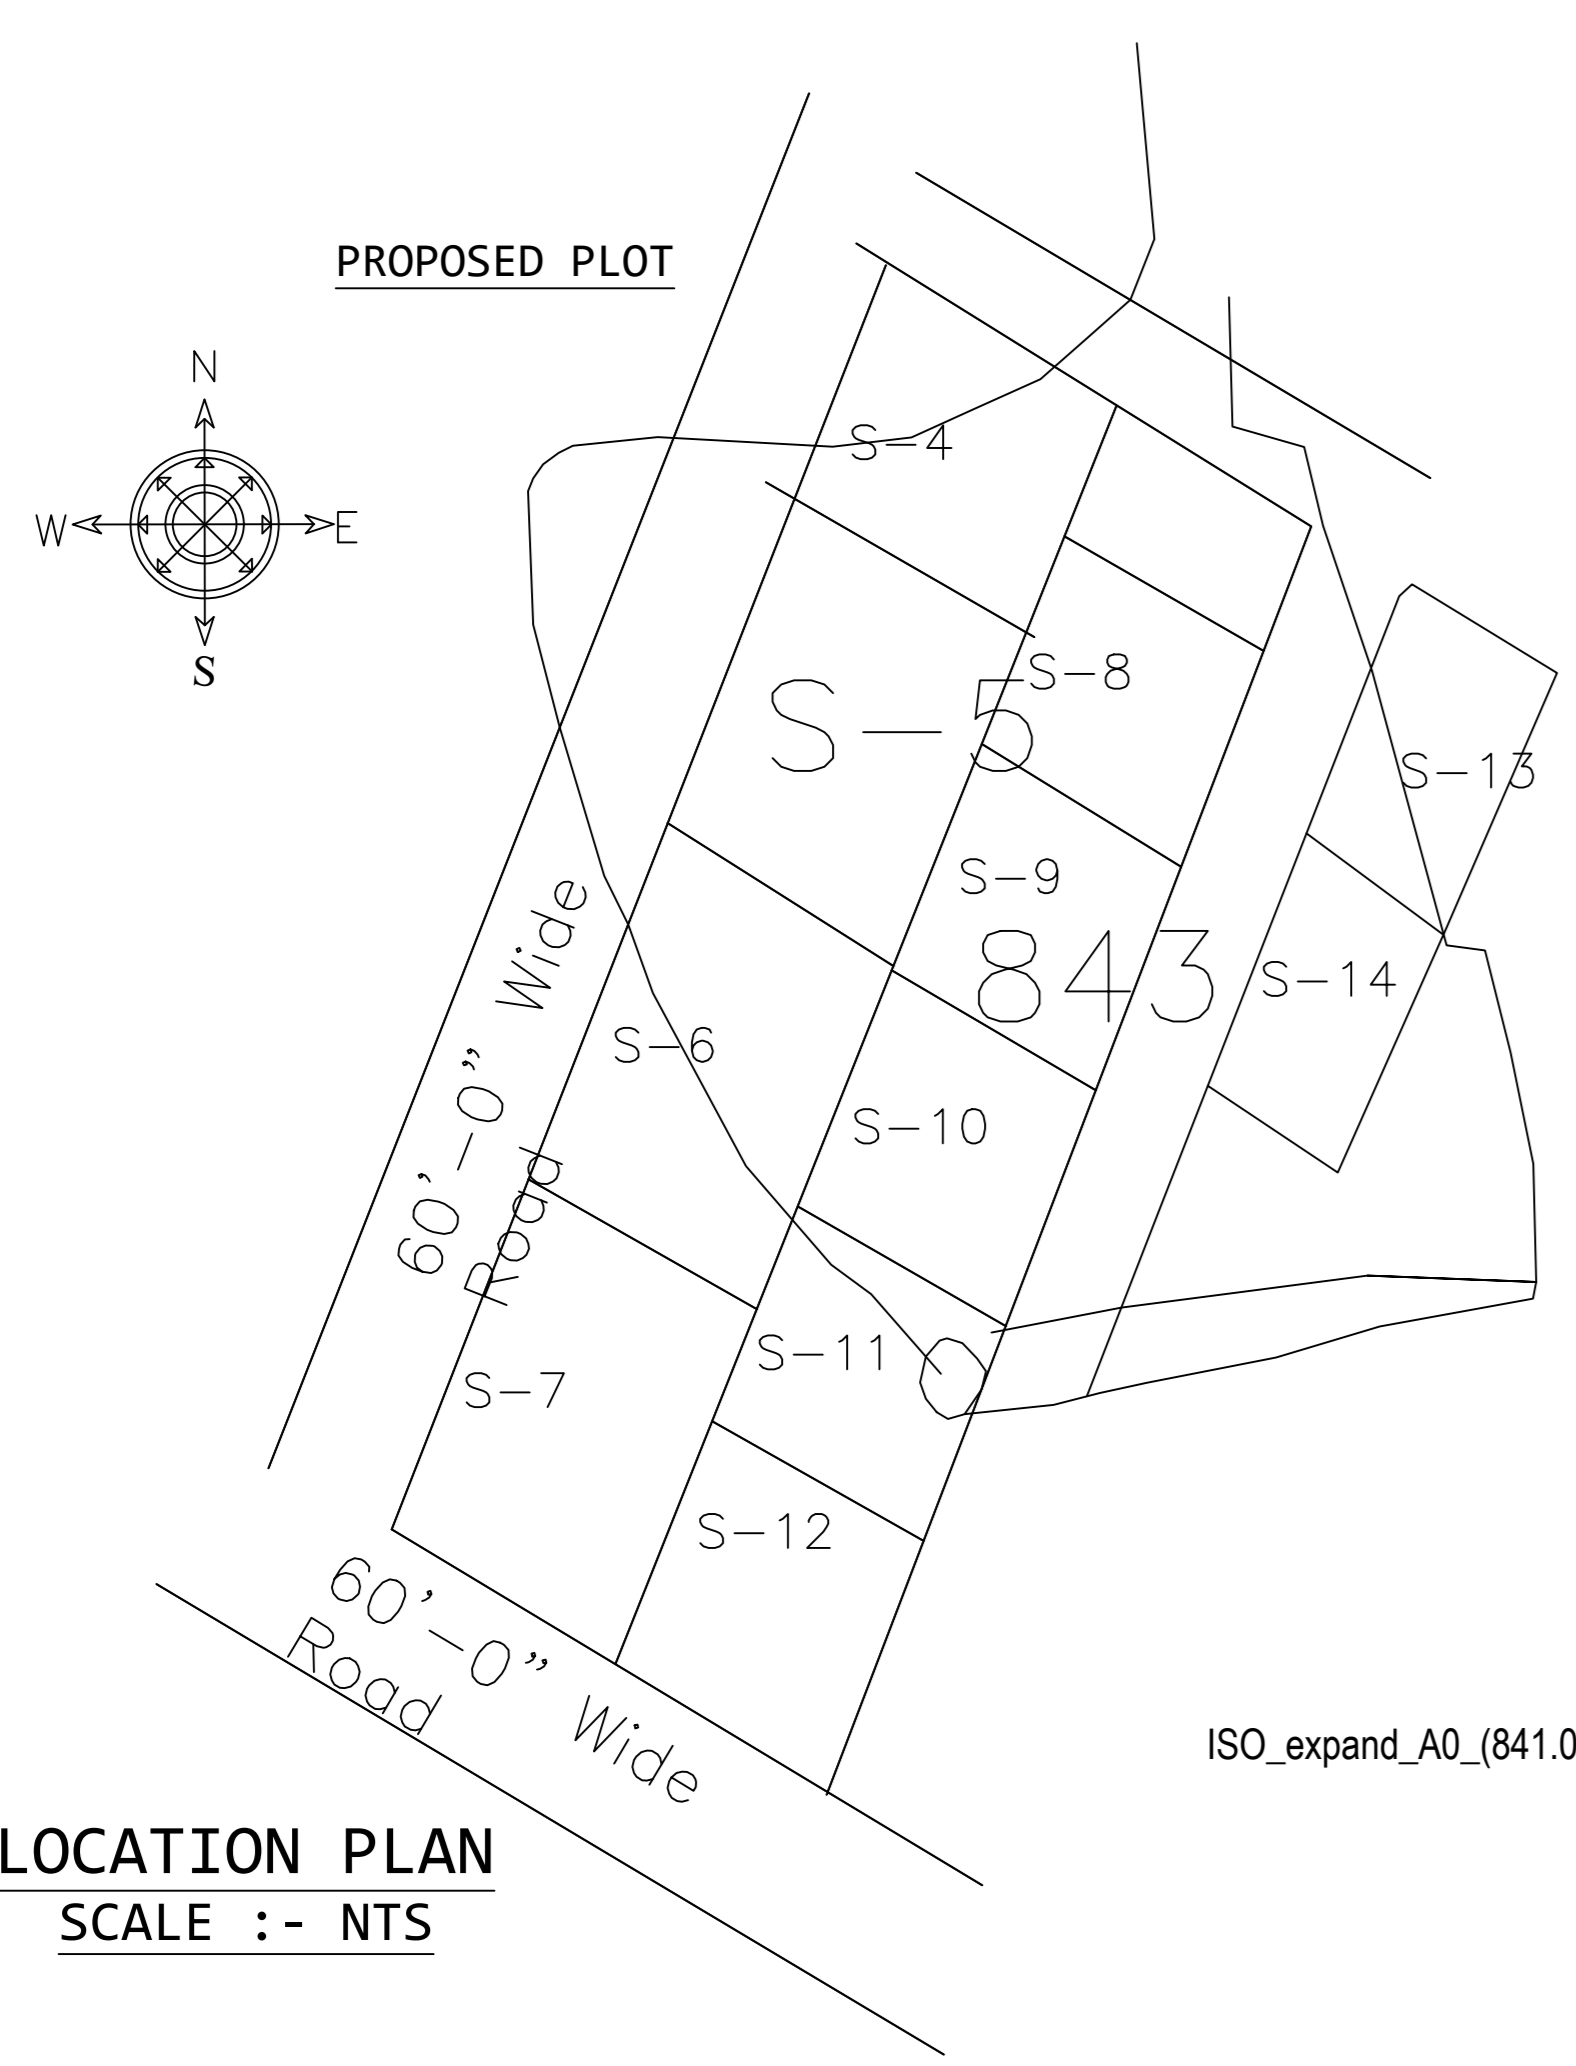 PROPOSED PLOT
N
W
E
S
S-4
S-8
S-5
S-13
S-9
843
S-14
60'-0" Wide
Road
S-6
S-10
S-11
S-7
S-12
60'-0" Wide
Road
ISO_expand_A0_(841.0
LOCATION PLAN
SCALE :- NTS